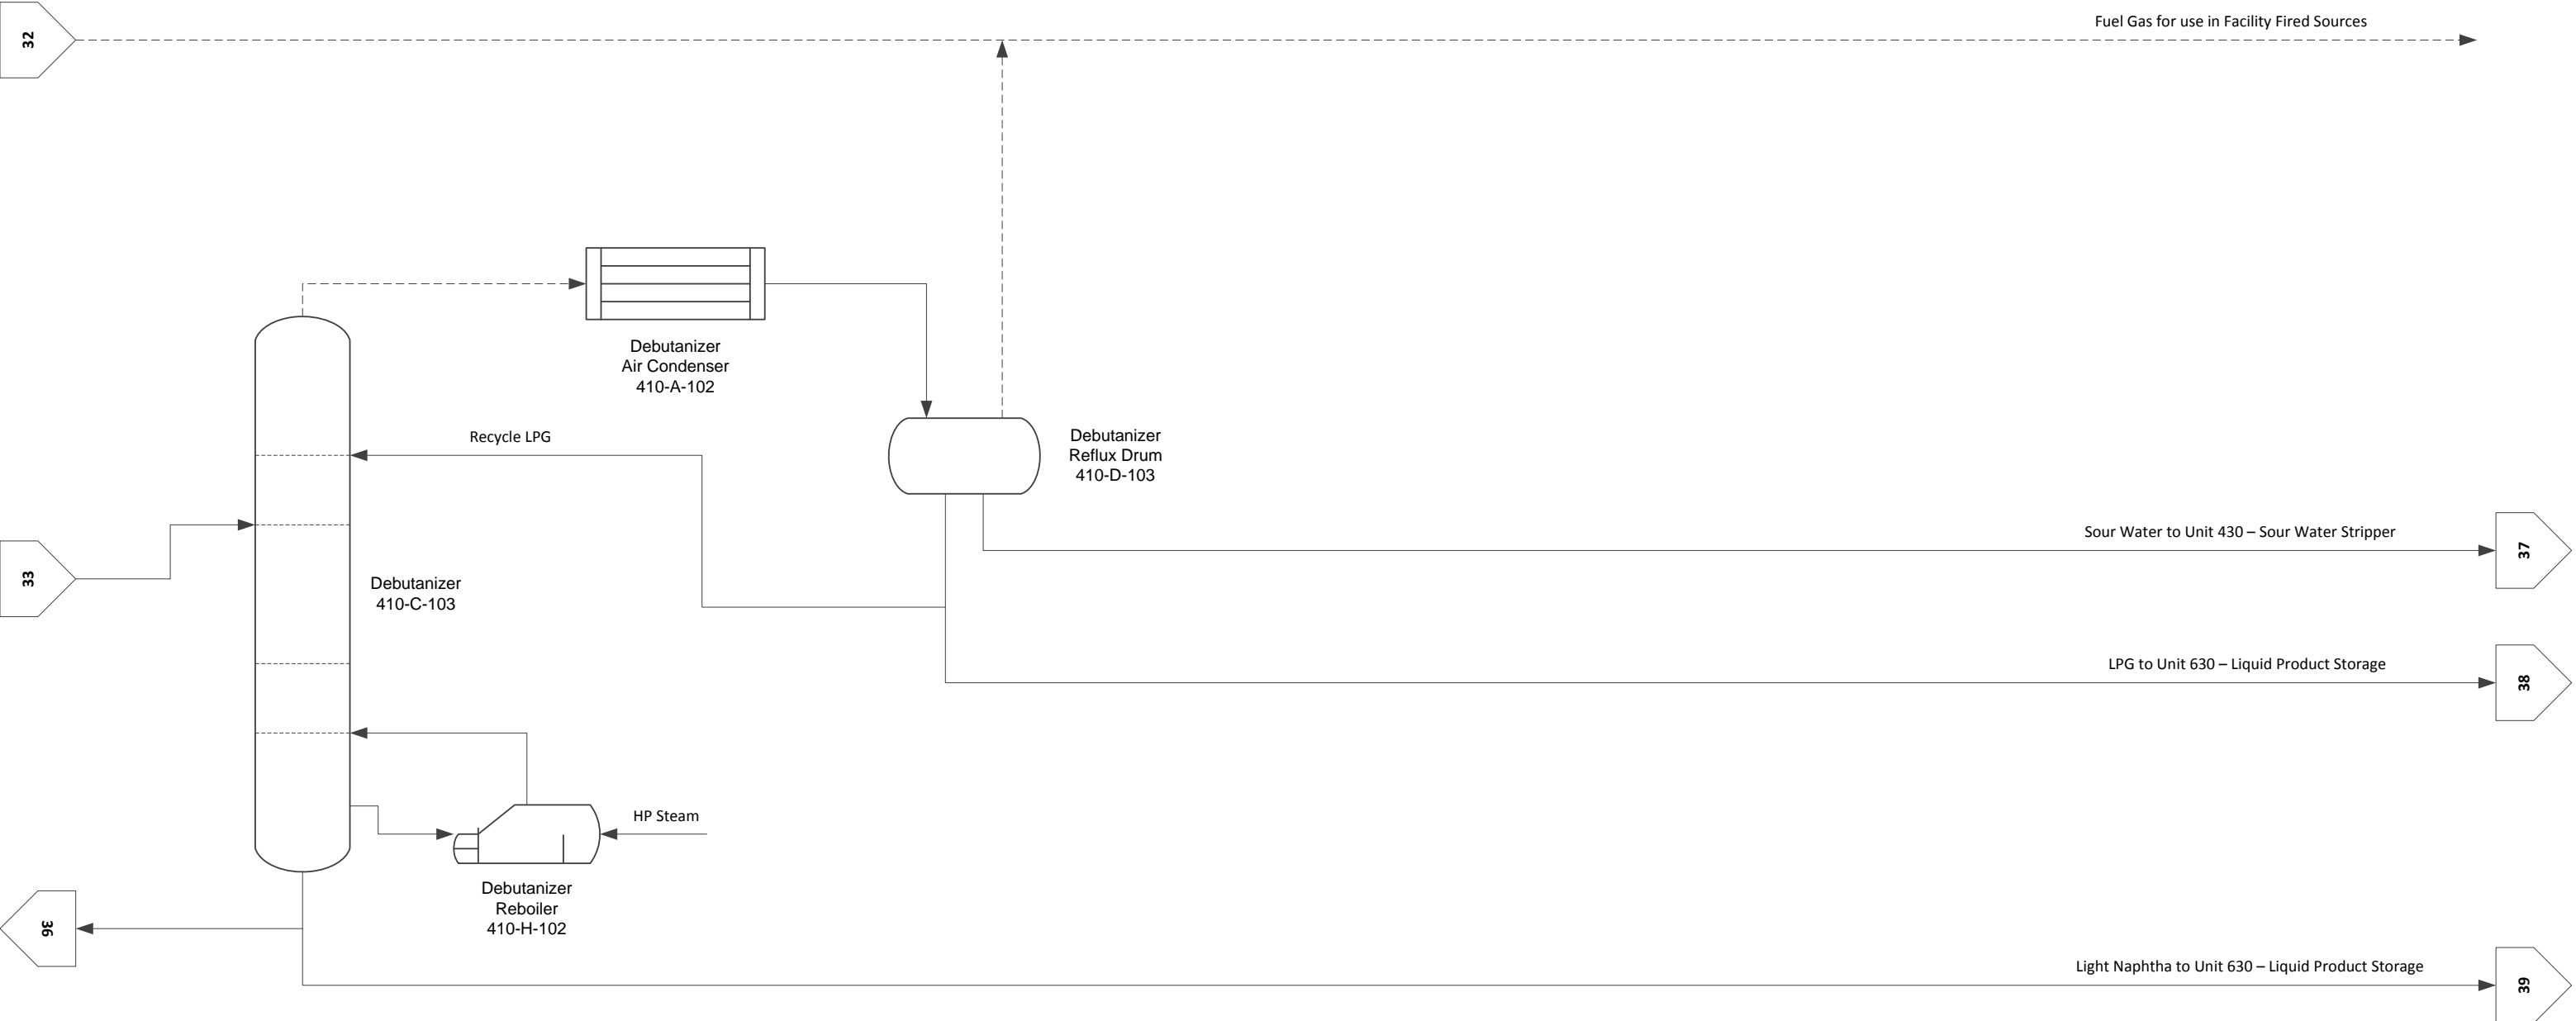 32
Fuel Gas for use in Facility Fired Sources
Debutanizer
Air Condenser
410-A-102
Recycle LPG
Debutanizer
Reflux Drum
410-D-103
Sour Water to Unit 430 – Sour Water Stripper
37
33
Debutanizer
410-C-103
LPG to Unit 630 – Liquid Product Storage
38
HP Steam
Debutanizer
Reboiler
410-H-102
36
Light Naphtha to Unit 630 – Liquid Product Storage
39